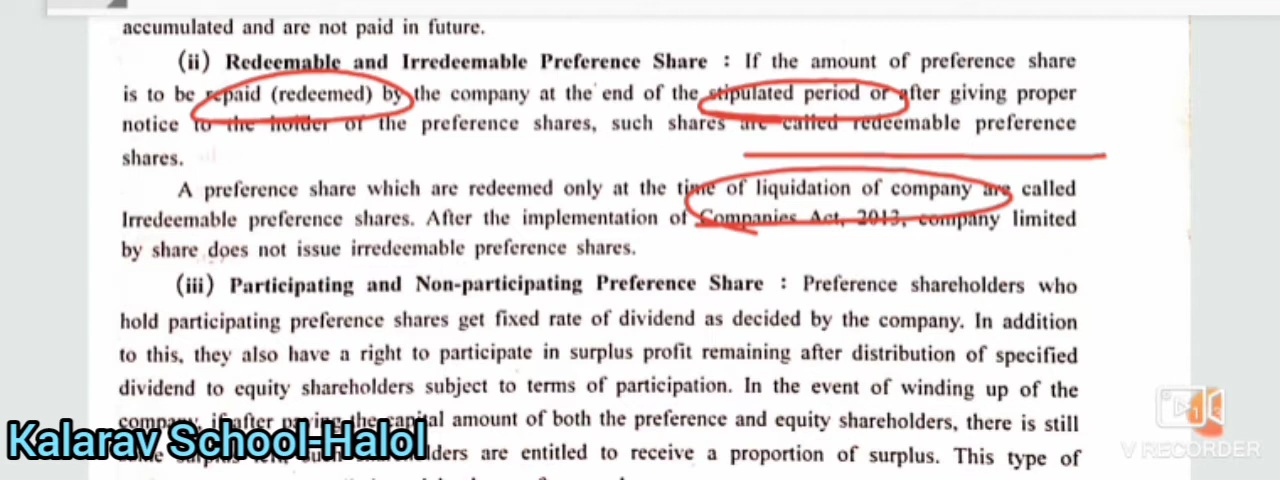 accumulated and are not paid in future.
(ii) Redeemable and Irredeemable Preference Share : If the amount of preference share
is to be repaid (redeemed) by the company at the end of the stipulated period or after giving proper
notice to the holder of the preference shares, such shares are called redeemable preference
shares.
A preference share which are redeemed only at the time of liquidation of company are called
Irredeemable preference shares. After the implementation of Companies Act, 2013, company limited
by share does not issue irredeemable preference shares.
(iii) Participating and Non-participating Preference Share : Preference shareholders who
hold participating preference shares get fixed rate of dividend as decided by the company. In addition
to this, they also have a right to participate in surplus profit remaining after distribution of specified
dividend to equity shareholders subject to terms of participation. In the event of winding up of the
company, if after paying the capital amount of both the preference and equity shareholders, there is still
are entitled to receive a proportion of surplus. This type of
Kalarav School-Halol
V RECORDER